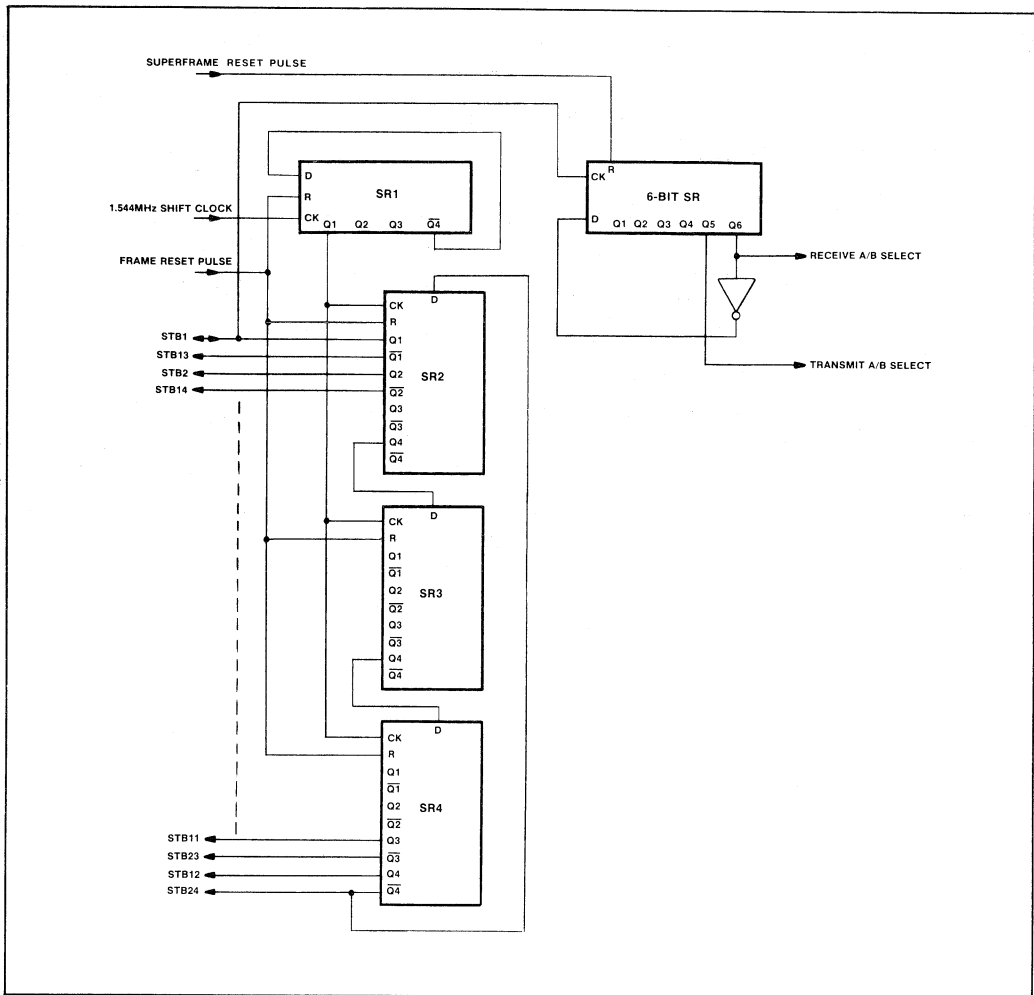 SUPERFRAME RESET PULSE
R
CK
6-BIT SR
D
Q1 Q2 Q3 Q4 Q5 Q6
D
SR1
R
1.544MHz SHIFT CLOCK
CK
Q1 Q2 Q3 Q̅4̅
RECEIVE A/B SELECT
FRAME RESET PULSE
TRANSMIT A/B SELECT
D
CK
R
STB1
Q1
STB13
Q̅1̅
STB2
Q2
SR2
STB14
Q̅2̅
Q3
Q̅3̅
Q4
Q̅4̅
D
CK
R
Q1
Q̅1̅
Q2
SR3
Q̅2̅
Q3
Q̅3̅
Q4
Q̅4̅
D
CK
R
Q1
Q̅1̅
Q2
SR4
Q̅2̅
STB11
Q3
STB23
Q̅3̅
STB12
Q4
STB24
Q̅4̅